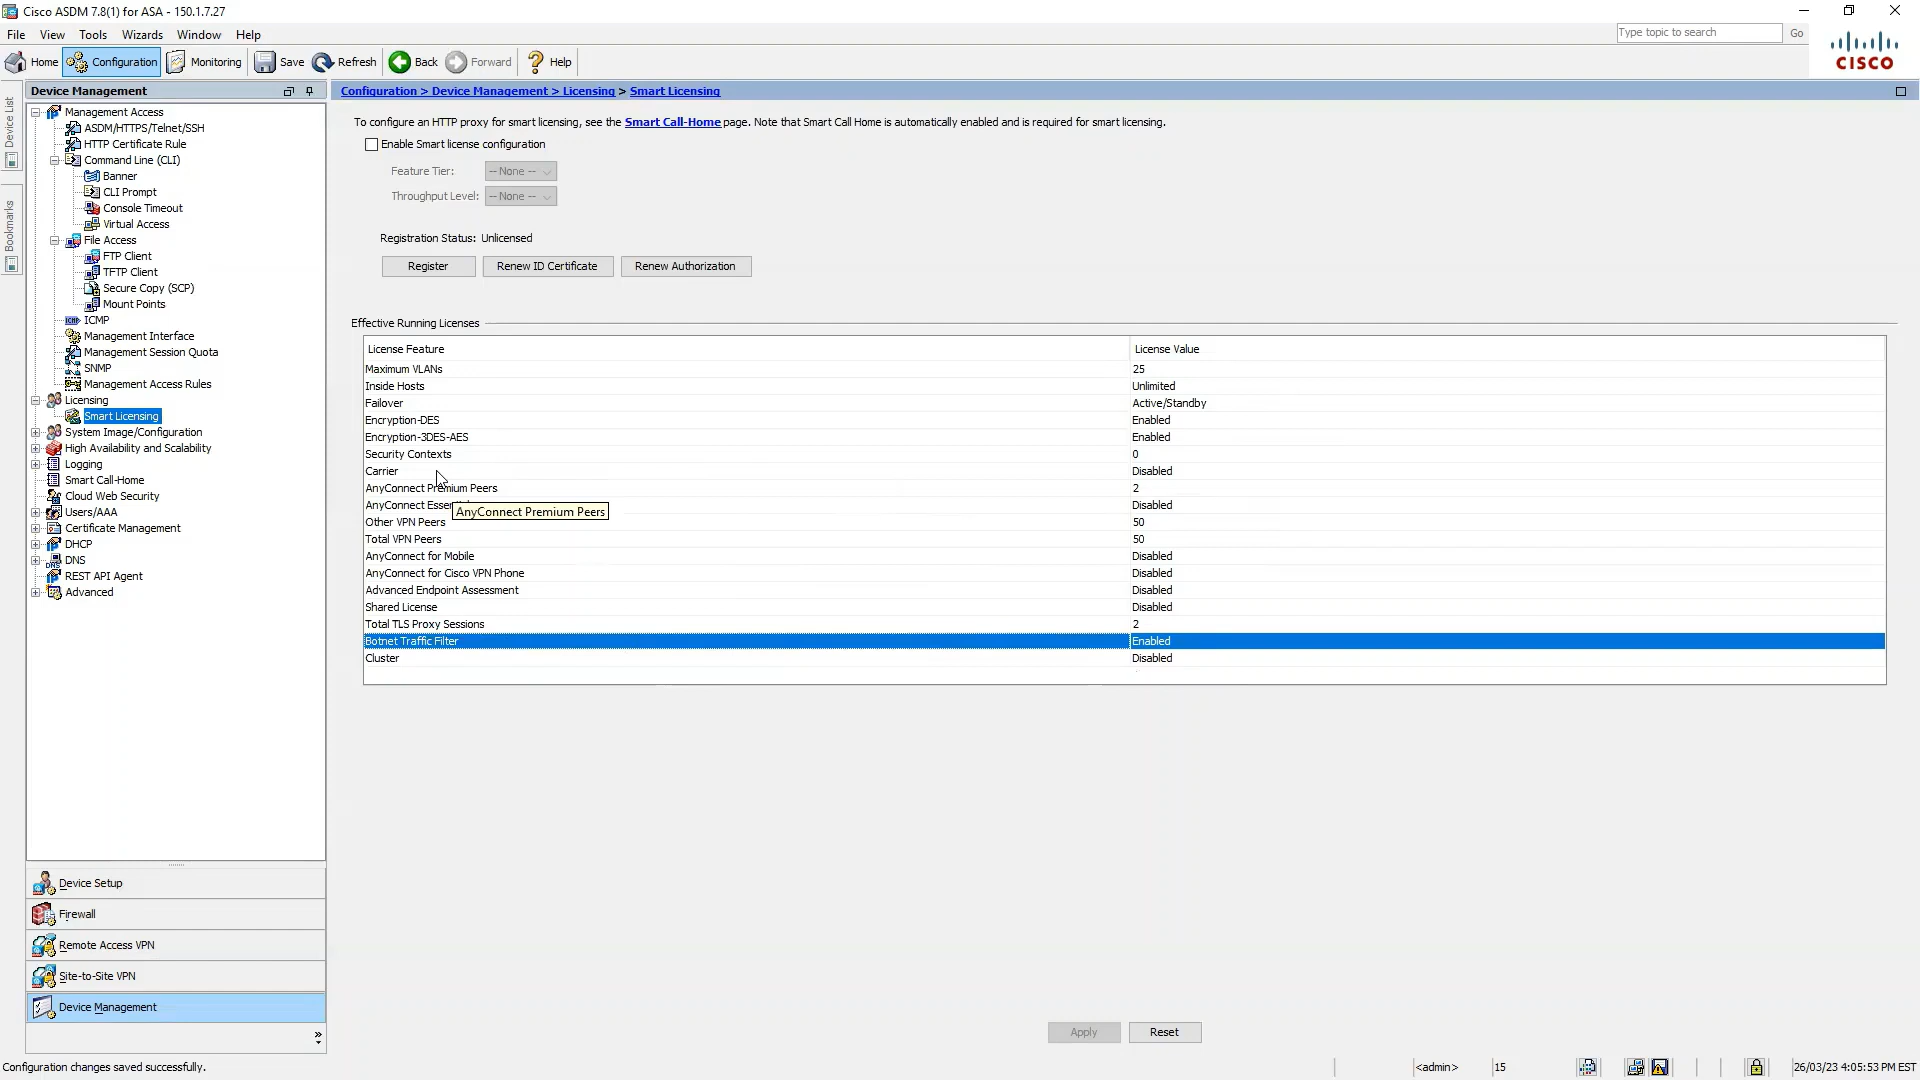 Cisco ASDM 7.8(1) for ASA - 150.1.7.27
File View Tools Wizards Window Help
Type topic to search Go
CISCO
Home Configuration Monitoring Save Refresh Back Forward Help
Device List
Bookmarks
Device Management
Management Access
ASDM/HTTPS/Telnet/SSH
HTTP Certificate Rule
Command Line (CLI)
Banner
CLI Prompt
Console Timeout
Virtual Access
File Access
FTP Client
TFTP Client
Secure Copy (SCP)
Mount Points
ICMP
Management Interface
Management Session Quota
SNMP
Management Access Rules
Licensing
Smart Licensing
System Image/Configuration
High Availability and Scalability
Logging
Smart Call-Home
Cloud Web Security
Users/AAA
Certificate Management
DHCP
DNS
REST API Agent
Advanced
Device Setup
Firewall
Remote Access VPN
Site-to-Site VPN
Device Management
Configuration > Device Management > Licensing > Smart Licensing
To configure an HTTP proxy for smart licensing, see the Smart Call-Home page. Note that Smart Call Home is automatically enabled and is required for smart licensing.
Enable Smart license configuration
Feature Tier: -- None --
Throughput Level: -- None --
Registration Status: Unlicensed
Register Renew ID Certificate Renew Authorization
Effective Running Licenses
License Feature License Value
Maximum VLANs 25
Inside Hosts Unlimited
Failover Active/Standby
Encryption-DES Enabled
Encryption-3DES-AES Enabled
Security Contexts 0
Carrier Disabled
AnyConnect Premium Peers 2
AnyConnect Disabled
AnyConnect Premium Peers
Other VPN Peers 50
Total VPN Peers 50
AnyConnect for Mobile Disabled
AnyConnect for Cisco VPN Phone Disabled
Advanced Endpoint Assessment Disabled
Shared License Disabled
Total TLS Proxy Sessions 2
Botnet Traffic Filter Enabled
Cluster Disabled
Apply Reset
Configuration changes saved successfully.
<admin> 15 26/03/23 4:05:53 PM EST